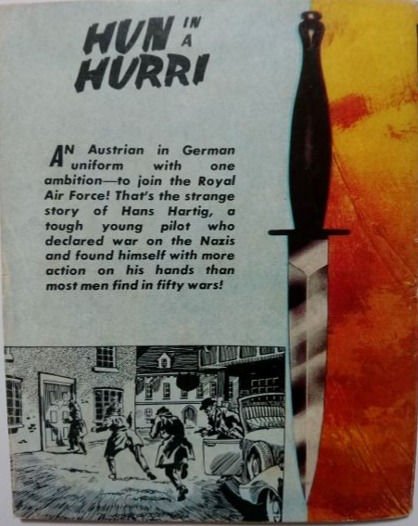 HUN IN A
HURRI
AN Austrian in German
uniform with one
ambition—to join the Royal
Air Force! That's the strange
story of Hans Hartig, a
tough young pilot who
declared war on the Nazis
and found himself with more
action on his hands than
most men find in fifty wars!